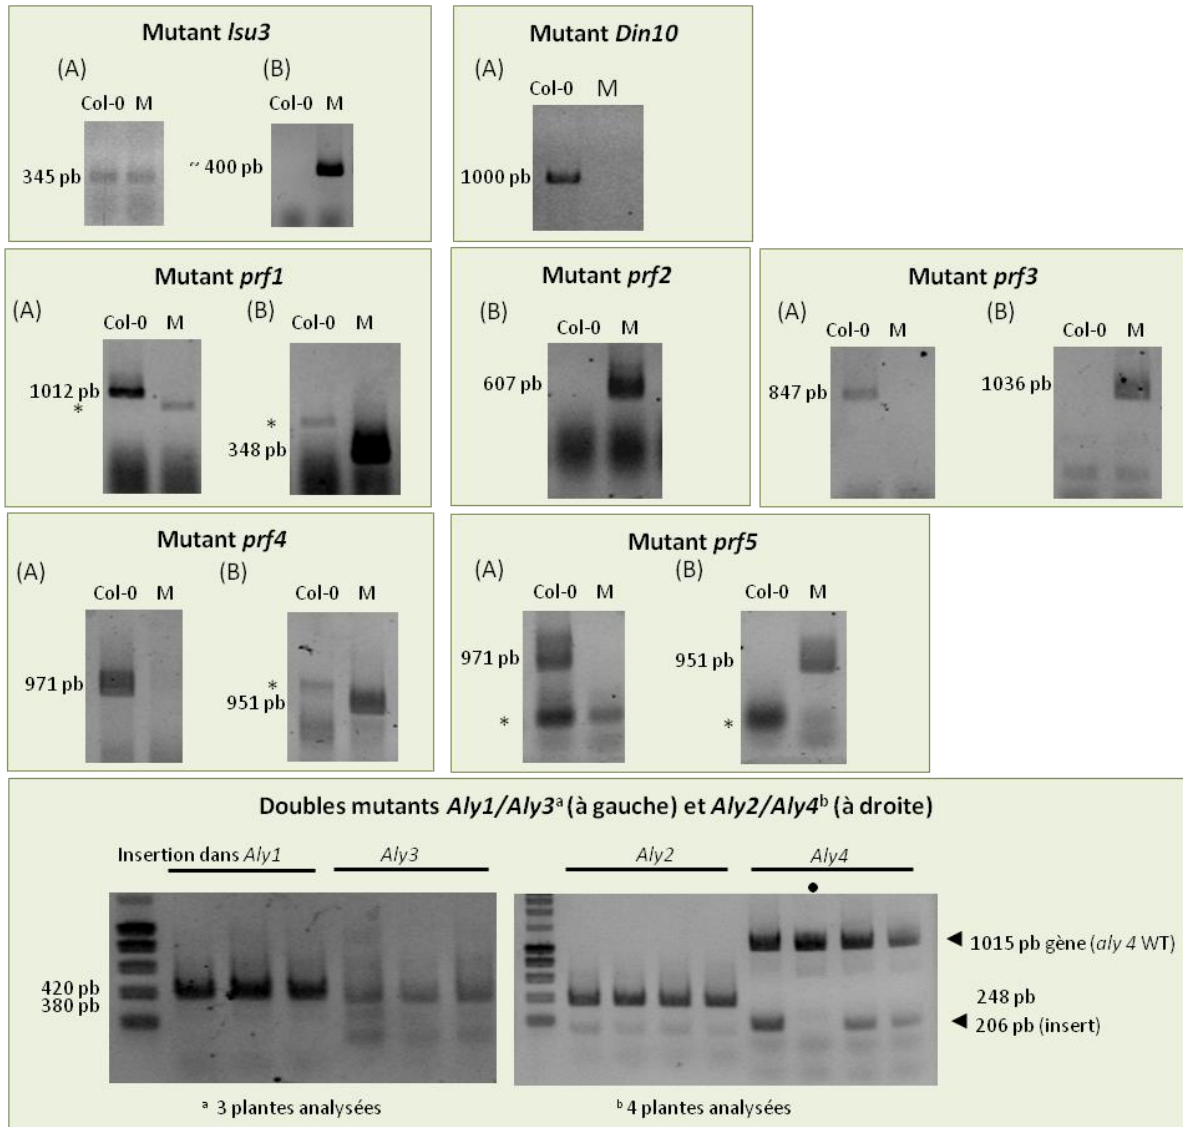 Mutant lsu3
(A)
(B)
Col-0 M
Col-0 M
345 pb
~ 400 pb
Mutant Din10
(A)
Col-0 M
1000 pb
Mutant prf1
(A)
(B)
Col-0 M
Col-0 M
1012 pb
*
*
348 pb
Mutant prf2
(B)
Col-0 M
607 pb
Mutant prf3
(A)
(B)
Col-0 M
Col-0 M
847 pb
1036 pb
Mutant prf4
(A)
(B)
Col-0 M
Col-0 M
971 pb
*
951 pb
Mutant prf5
(A)
(B)
Col-0 M
Col-0 M
971 pb
*
951 pb
*
Doubles mutants Aly1/Aly3ª (à gauche) et Aly2/Aly4ᵇ (à droite)
Insertion dans Aly1
Aly3
Aly2
Aly4
420 pb
380 pb
1015 pb gène (aly 4 WT)
248 pb
206 pb (insert)
ª 3 plantes analysées
ᵇ 4 plantes analysées